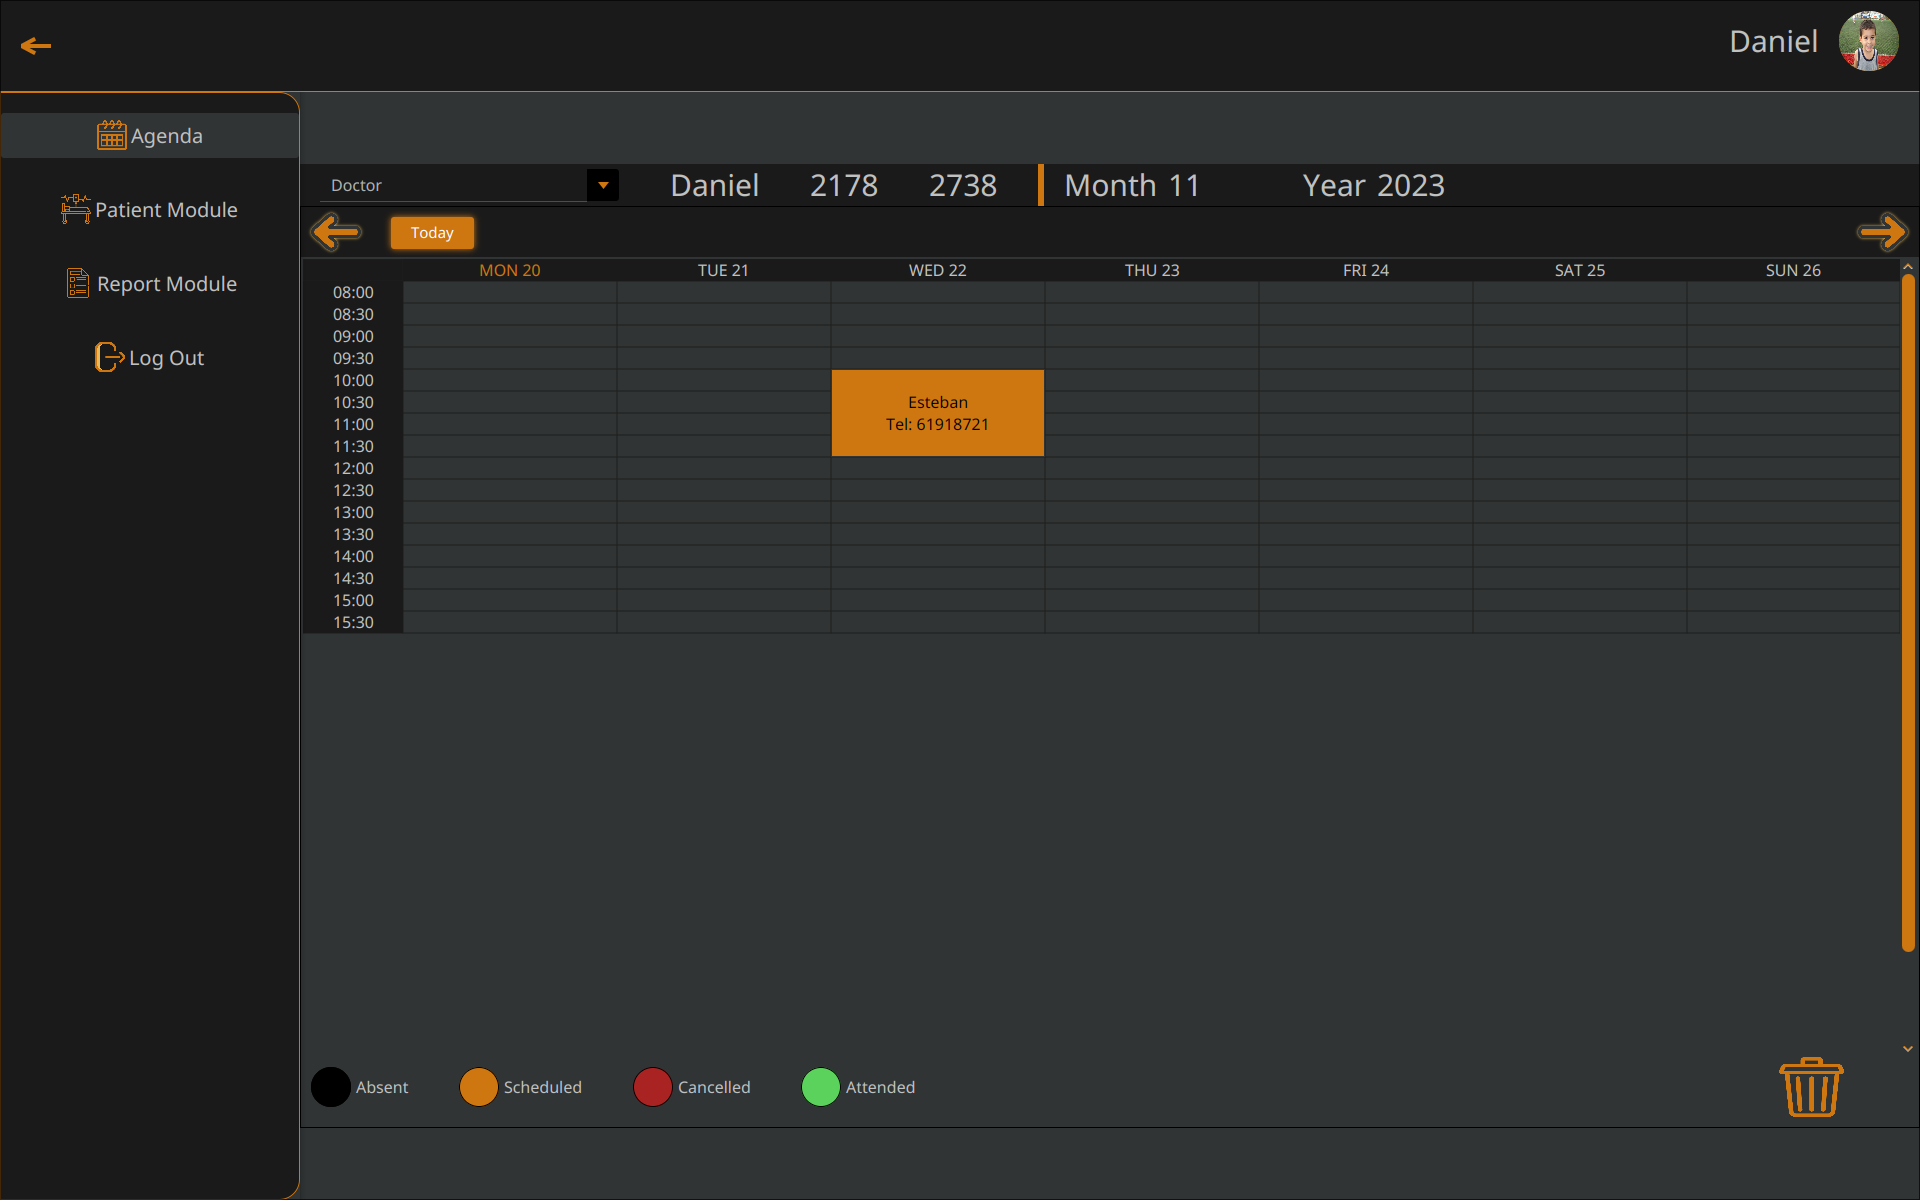 Daniel
Agenda
Patient Module
Report Module
Log Out
Doctor Daniel 2178 2738 Month 11 Year 2023
Today
MON 20 TUE 21 WED 22 THU 23 FRI 24 SAT 25 SUN 26
08:00
08:30
09:00
09:30
10:00
10:30 Esteban
11:00 Tel: 61918721
11:30
12:00
12:30
13:00
13:30
14:00
14:30
15:00
15:30
Absent Scheduled Cancelled Attended